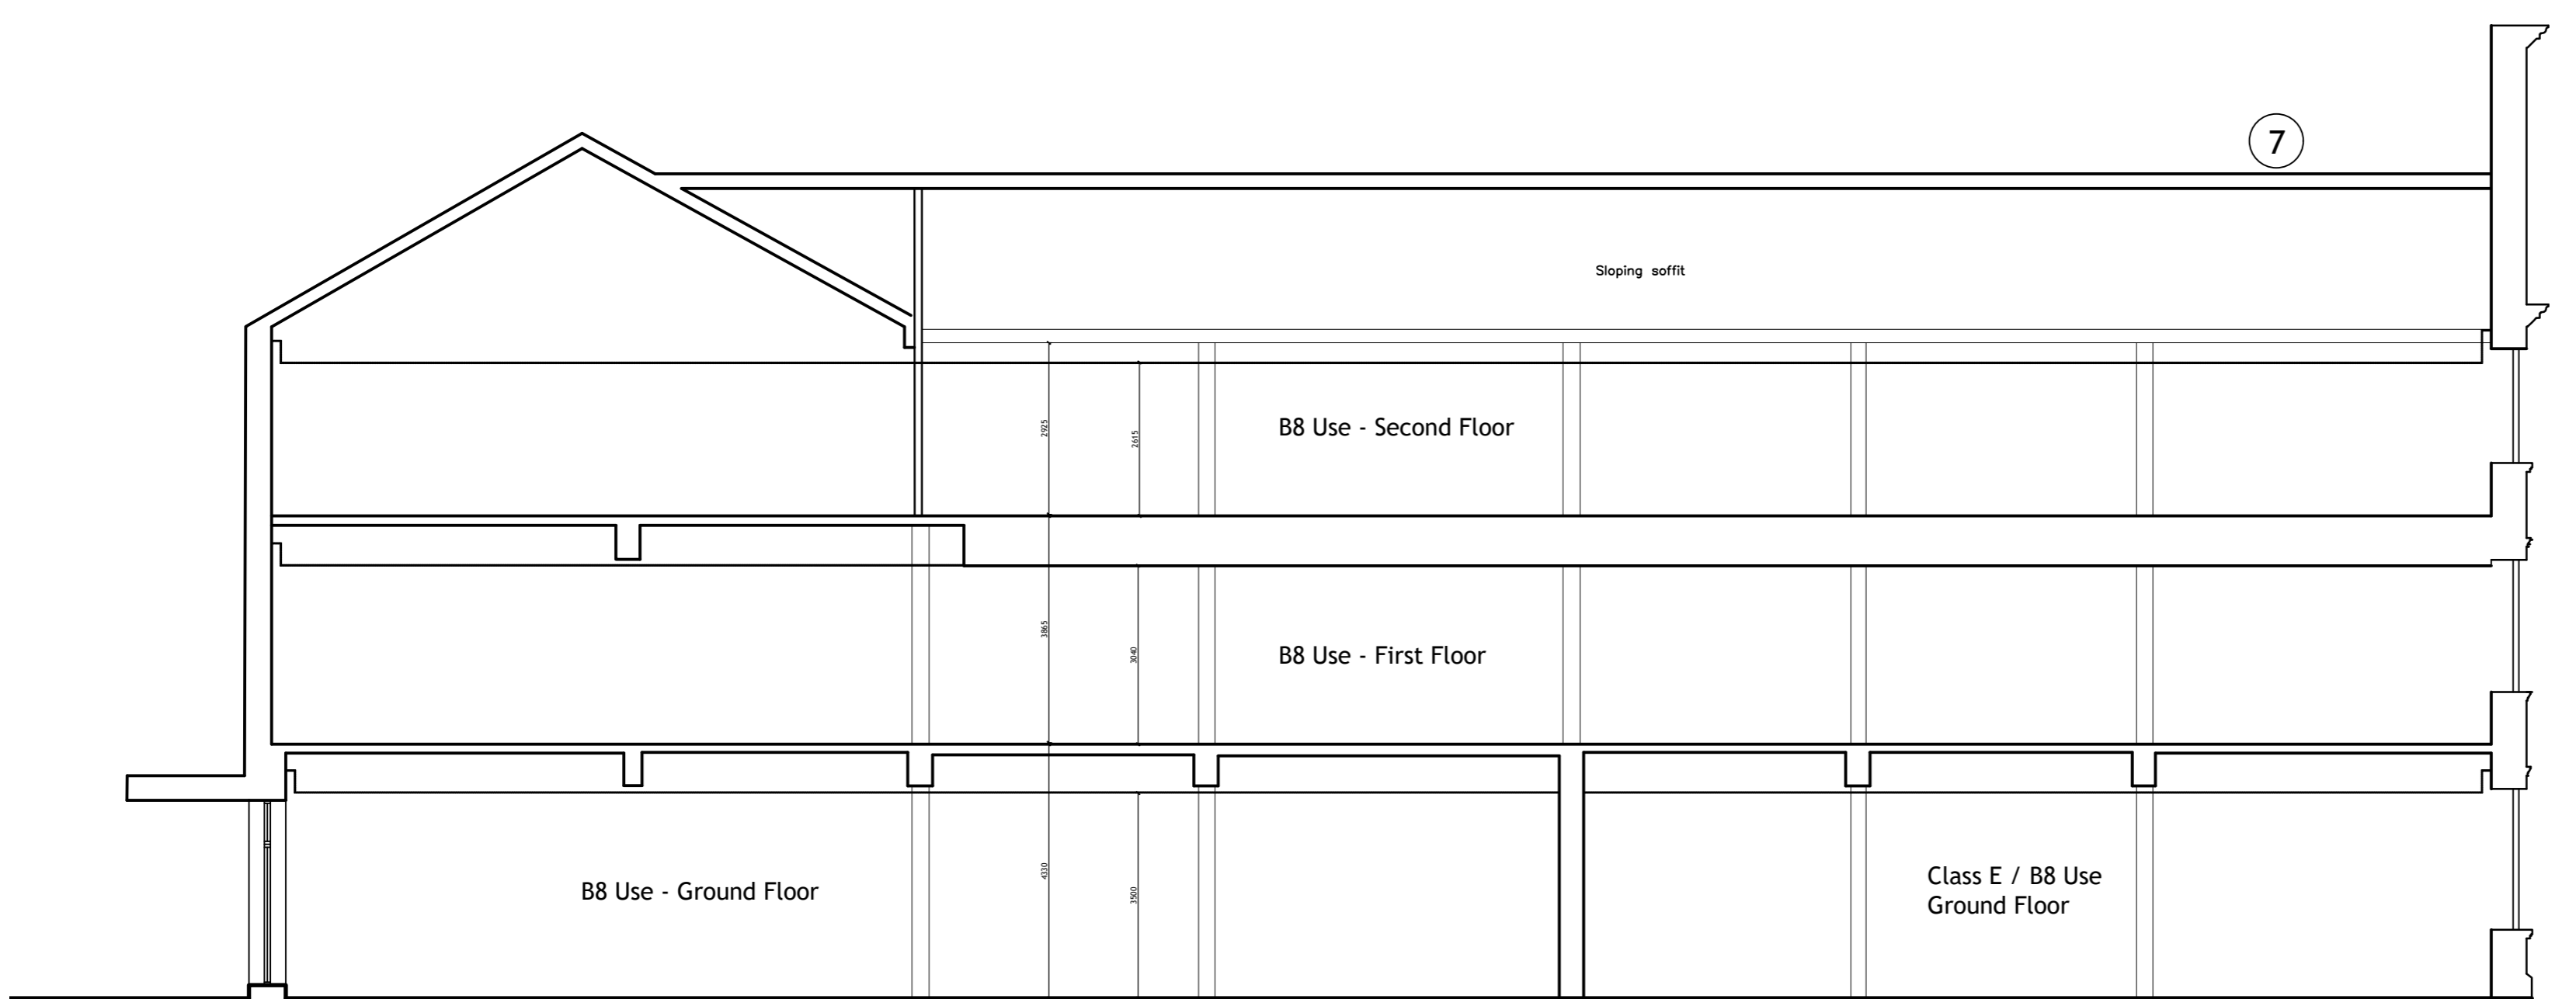 7
Sloping soffit
B8 Use - Second Floor
2925
2615
B8 Use - First Floor
3865
3040
B8 Use - Ground Floor
4330
3500
Class E / B8 Use
Ground Floor